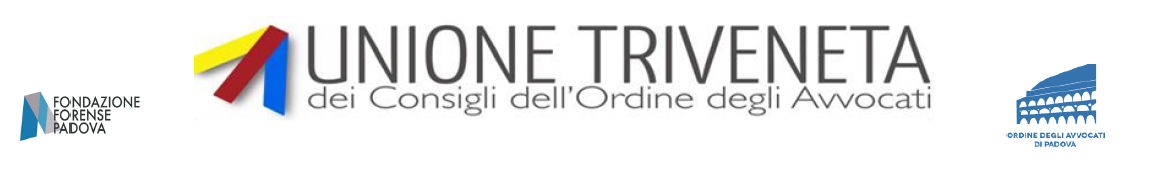 FONDAZIONE
FORENSE
PADOVA
UNIONE TRIVENETA
dei Consigli dell'Ordine degli Avvocati
ORDINE DEGLI AVVOCATI
DI PADOVA